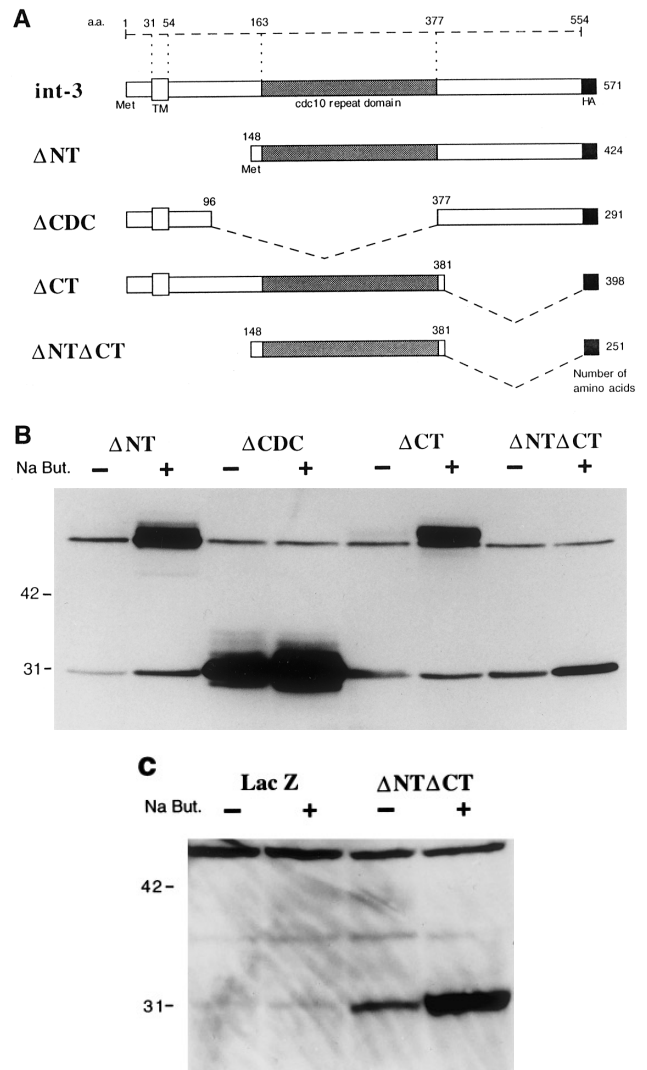 A
a.a. 1 31 54 163 377 554
int-3 571
Met TM cdc10 repeat domain HA
148
ΔNT 424
Met
96 377
ΔCDC 291
381
ΔCT 398
148 381
ΔNTΔCT 251
Number of
amino acids
B
ΔNT ΔCDC ΔCT ΔNTΔCT
Na But. − + − + − + − +
42 –
31 –
C
Lac Z ΔNTΔCT
Na But. − + − +
42 –
31 –